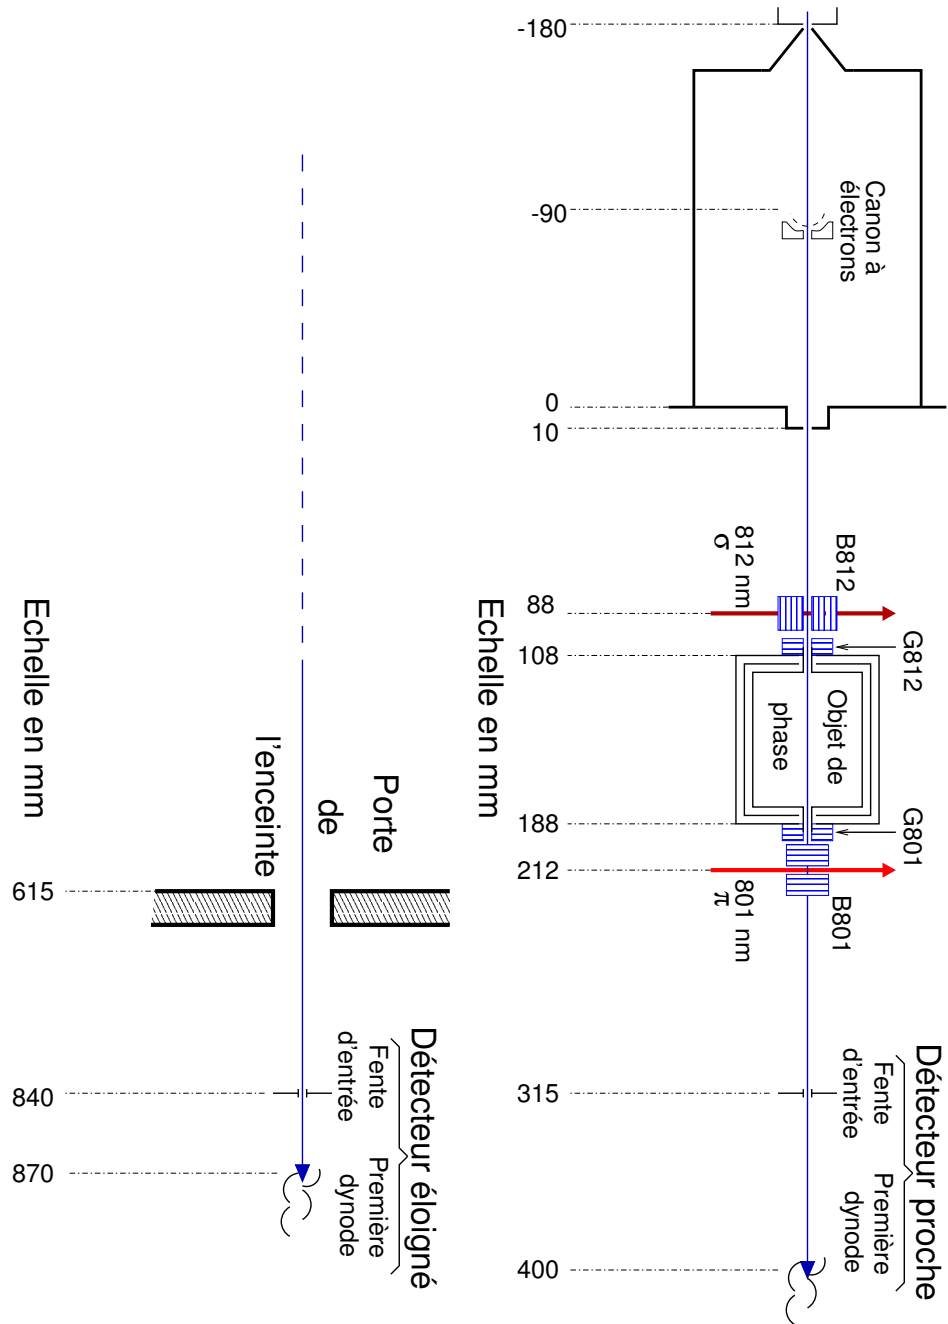 -180
Canon à
électrons
-90
0
10
B812
812 nm
σ
88
G812
108
Objet de
phase
188
G801
212
B801
801 nm
π
Echelle en mm
Détecteur proche
Fente
d'entrée
Première
dynode
315
400
Echelle en mm
Porte
de
l'enceinte
615
Détecteur éloigné
Fente
d'entrée
Première
dynode
840
870